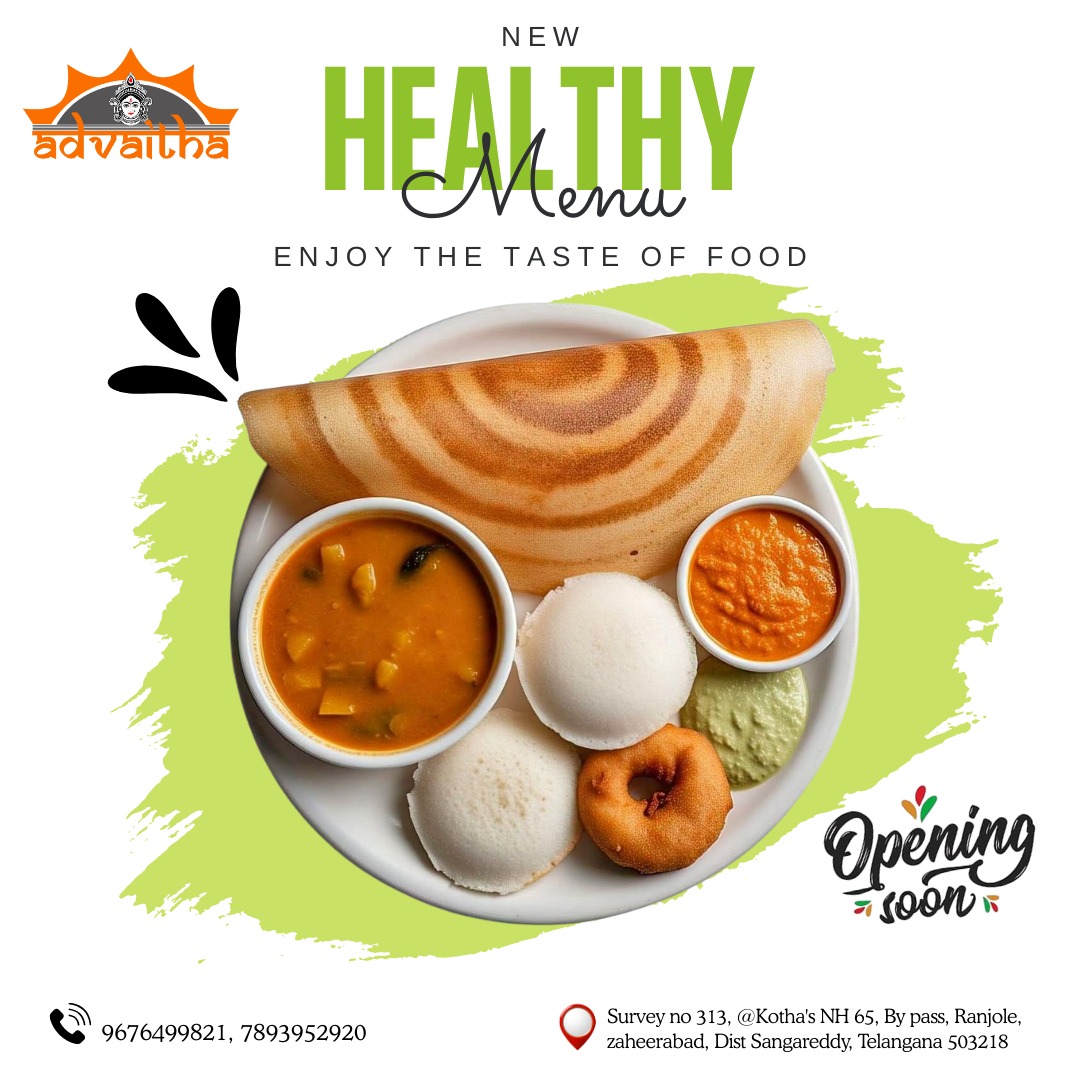 NEW
advaitha
HEALTHY
Menu
ENJOY THE TASTE OF FOOD
Opening
soon
9676499821, 7893952920
Survey no 313, @Kotha's NH 65, By pass, Ranjole,
zaheerabad, Dist Sangareddy, Telangana 503218